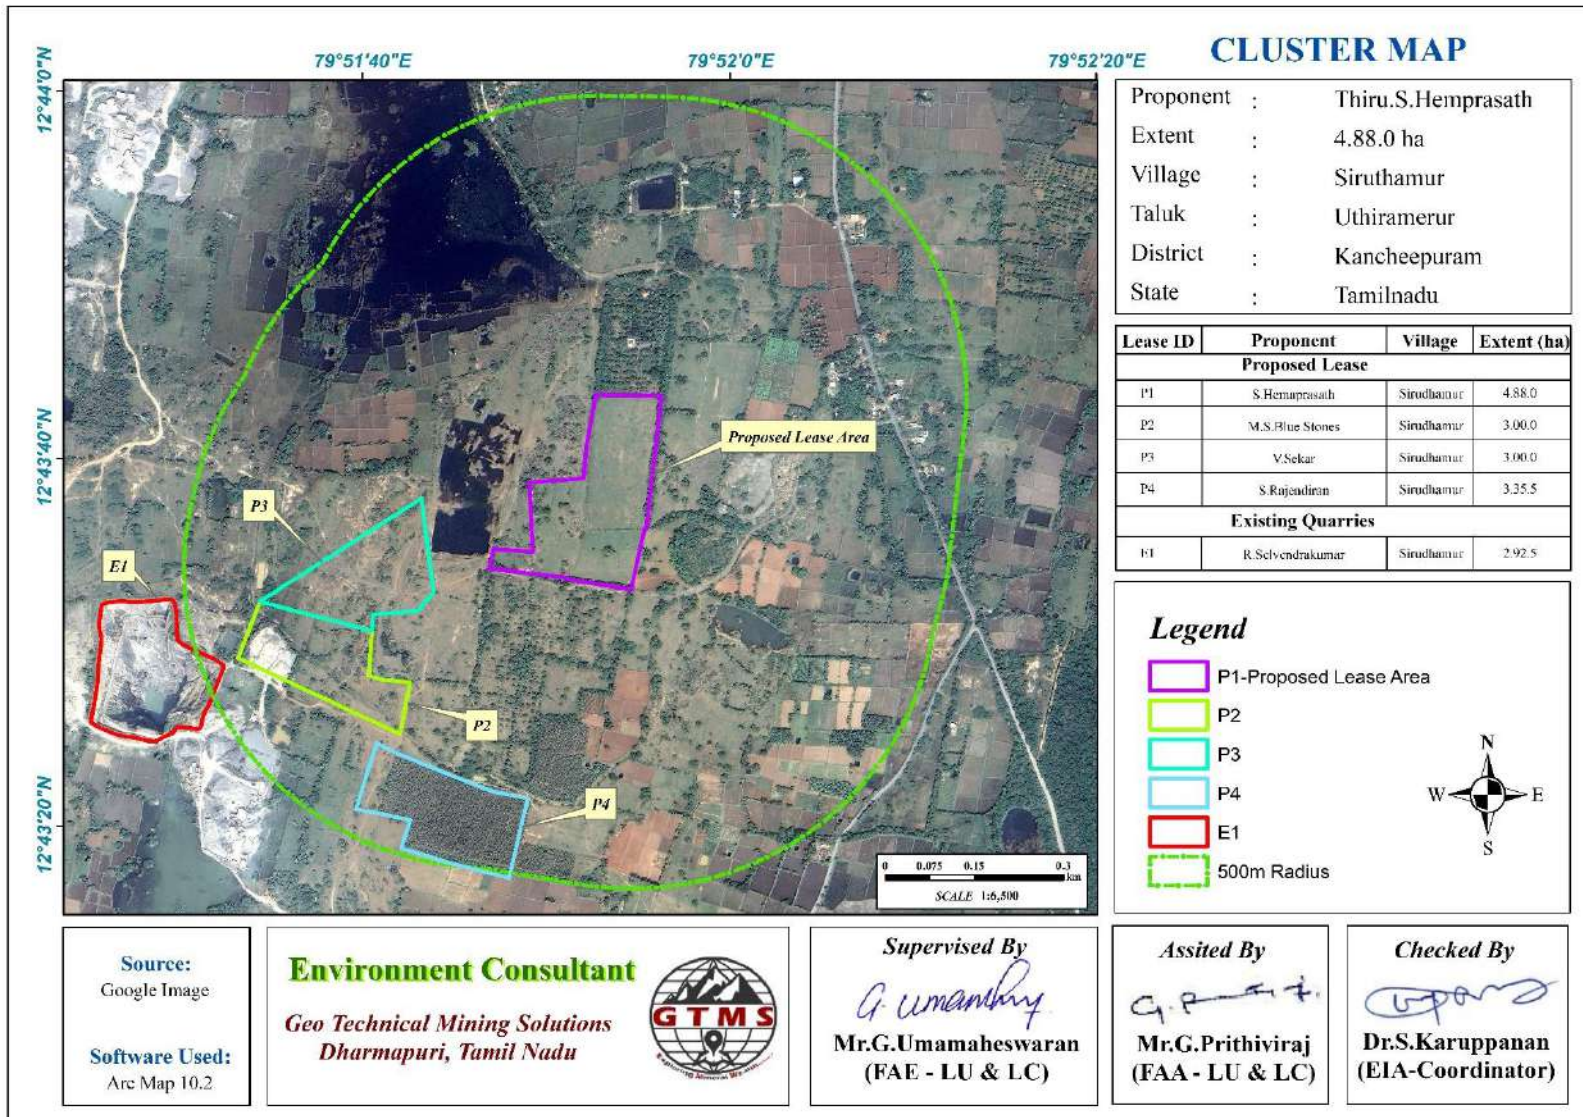 CLUSTER MAP
79°51'40"E 79°52'0"E 79°52'20"E
12°44'0"N
12°43'40"N
12°43'20"N
Proposed Lease Area
P3
E1
P2
P4
0 0.075 0.15 0.3
km
SCALE 1:6,500
Proponent : Thiru.S.Hemprasath
Extent : 4.88.0 ha
Village : Siruthamur
Taluk : Uthiramerur
District : Kancheepuram
State : Tamilnadu
Lease ID Proponent Village Extent (ha)
Proposed Lease
P1 S.Hemaprasath Sirudhamur 4.88.0
P2 M.S.Blue Stones Sirudhamur 3.00.0
P3 V.Sekar Sirudhamur 3.00.0
P4 S.Rajendiran Sirudhamur 3.35.5
Existing Quarries
E1 R.Selvendrakumar Sirudhamur 2.92.5
Legend
P1-Proposed Lease Area
P2
P3
P4
E1
500m Radius
N
W E
S
Source:
Google Image
Software Used:
Arc Map 10.2
Environment Consultant
Geo Technical Mining Solutions
Dharmapuri, Tamil Nadu
GTMS
Supervised By
Mr.G.Umamaheswaran
(FAE - LU & LC)
Assited By
Mr.G.Prithiviraj
(FAA - LU & LC)
Checked By
Dr.S.Karuppanan
(EIA-Coordinator)